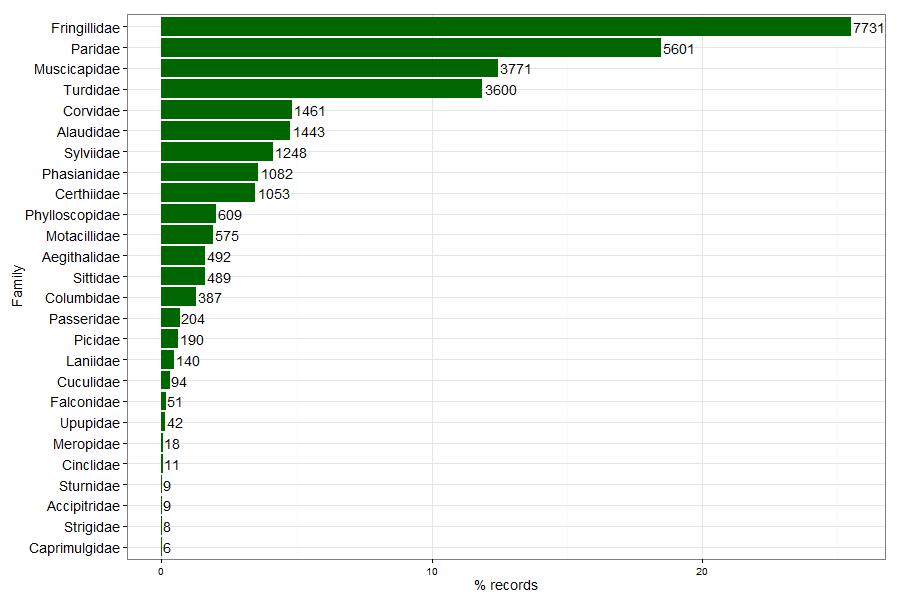 Fringillidae 7731
Paridae 5601
Muscicapidae 3771
Turdidae 3600
Corvidae 1461
Alaudidae 1443
Sylviidae 1248
Phasianidae 1082
Certhiidae 1053
Phylloscopidae 609
Motacillidae 575
Aegithalidae 492
Sittidae 489
Columbidae 387
Passeridae 204
Picidae 190
Laniidae 140
Cuculidae 94
Falconidae 51
Upupidae 42
Meropidae 18
Cinclidae 11
Sturnidae 9
Accipitridae 9
Strigidae 8
Caprimulgidae 6
Family
0 10 20
% records